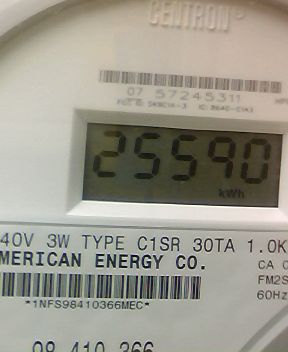 CENTRON®
07 57245311
25590
kWh
40V 3W TYPE C1SR 30TA 1.0K
MERICAN ENERGY CO.
CA 0
FM2S
60Hz
*1NFS98410366MEC*
98 410 366